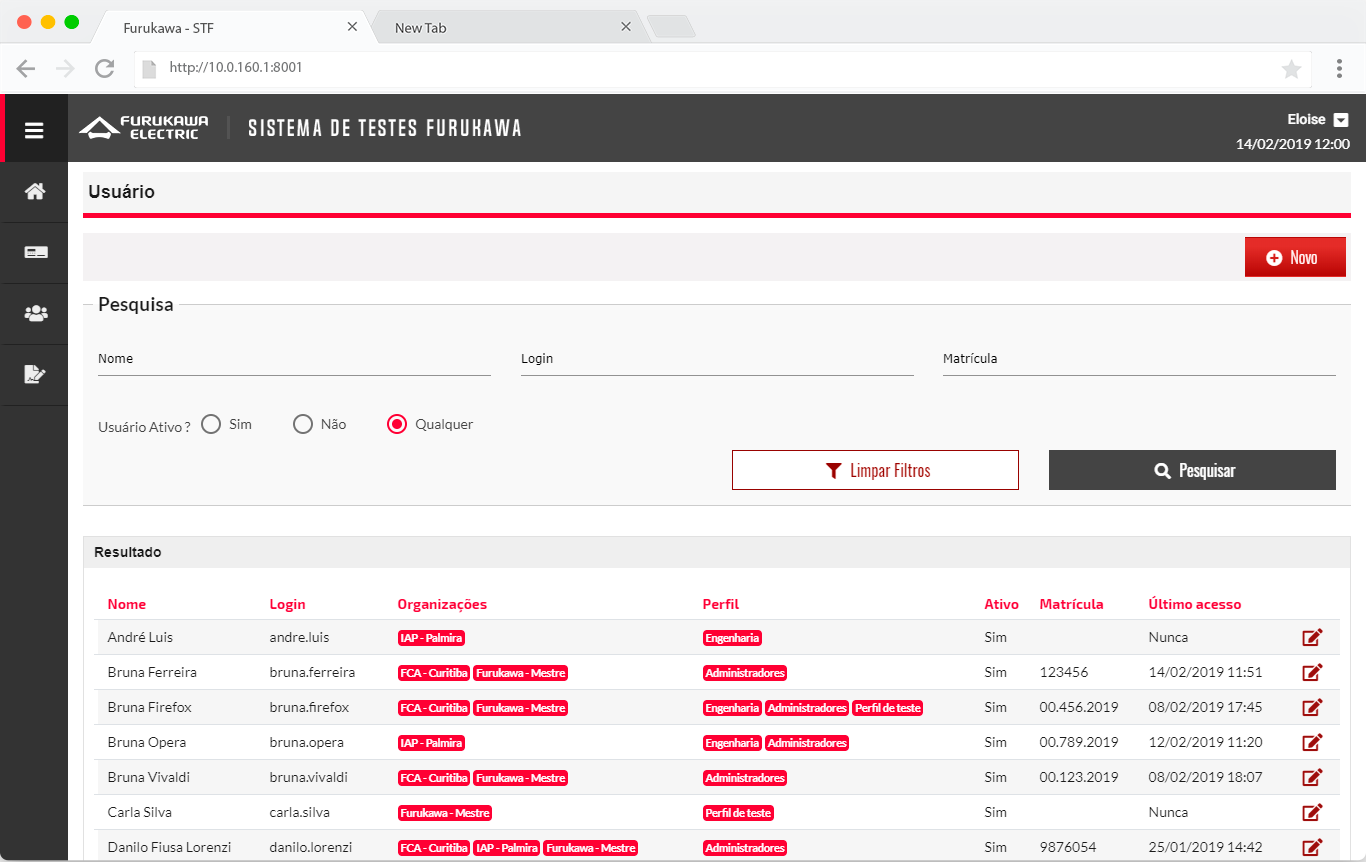 Furukawa - STF
New Tab
http://10.0.160.1:8001
FURUKAWA ELECTRIC
SISTEMA DE TESTES FURUKAWA
Eloise
14/02/2019 12:00
Usuário
Novo
Pesquisa
Nome Login Matrícula
Usuário Ativo ? Sim Não Qualquer
Limpar Filtros Pesquisar
Resultado
Nome Login Organizações Perfil Ativo Matrícula Último acesso
André Luis andre.luis IAP - Palmira Engenharia Sim Nunca
Bruna Ferreira bruna.ferreira FCA - Curitiba Furukawa - Mestre Administradores Sim 123456 14/02/2019 11:51
Bruna Firefox bruna.firefox FCA - Curitiba Furukawa - Mestre Engenharia Administradores Perfil de teste Sim 00.456.2019 08/02/2019 17:45
Bruna Opera bruna.opera IAP - Palmira Engenharia Administradores Sim 00.789.2019 12/02/2019 11:20
Bruna Vivaldi bruna.vivaldi FCA - Curitiba Furukawa - Mestre Administradores Sim 00.123.2019 08/02/2019 18:07
Carla Silva carla.silva Furukawa - Mestre Perfil de teste Sim Nunca
Danilo Fiusa Lorenzi danilo.lorenzi FCA - Curitiba IAP - Palmira Furukawa - Mestre Administradores Sim 9876054 25/01/2019 14:42